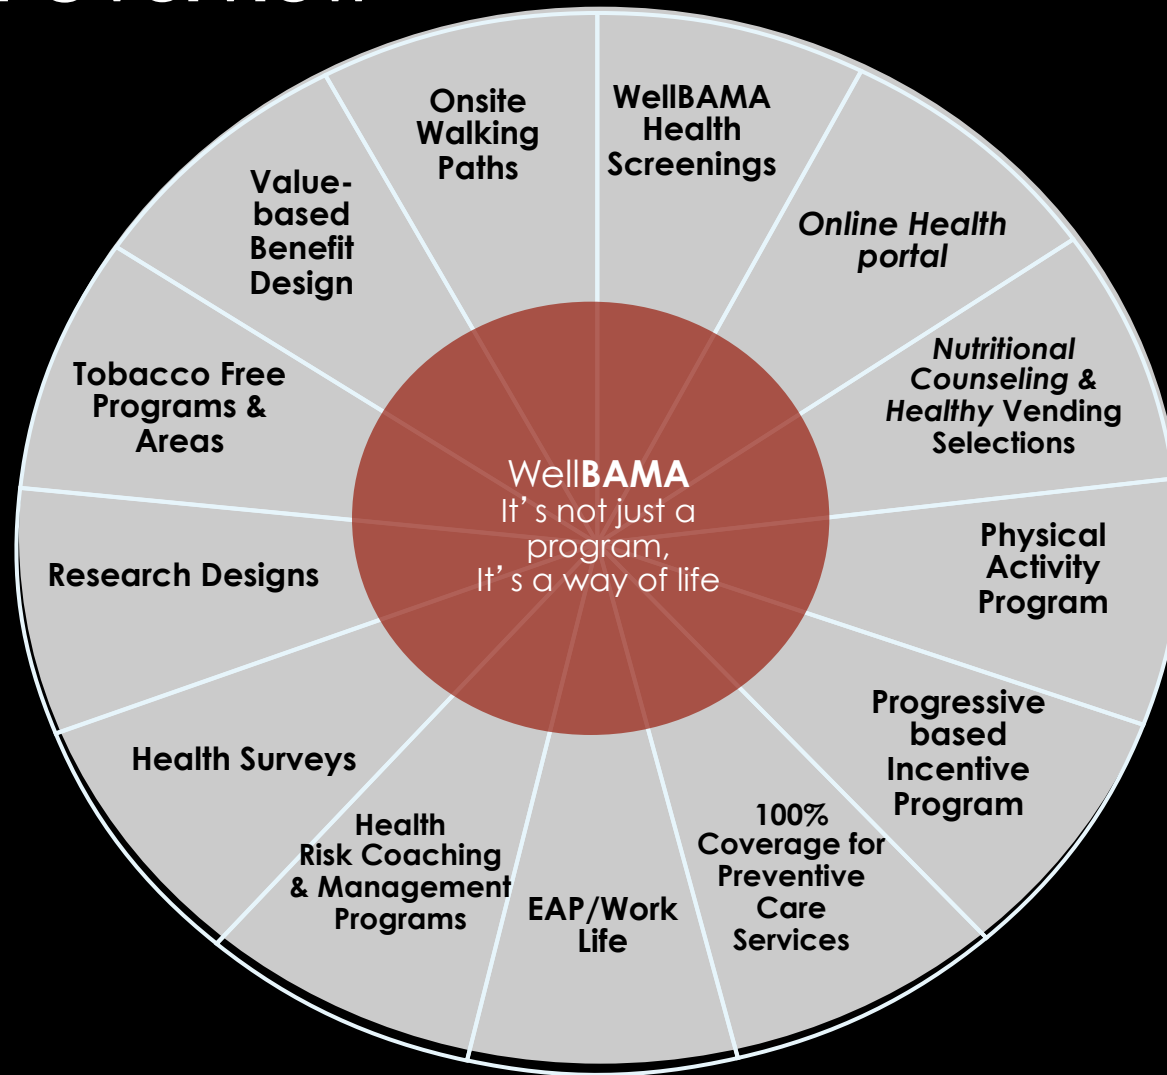 WellBAMA
Health
Screenings
Online Health
portal
Nutritional
Counseling &
Healthy Vending
Selections
Physical
Activity
Program
Progressive
based
Incentive
Program
100%
Coverage for
Preventive
Care
Services
EAP/Work
Life
Health
Risk Coaching
& Management
Programs
Health Surveys
Research Designs
Tobacco Free
Programs &
Areas
Value-
based
Benefit
Design
Onsite
Walking
Paths
WellBAMA
It's not just a
program,
It's a way of life